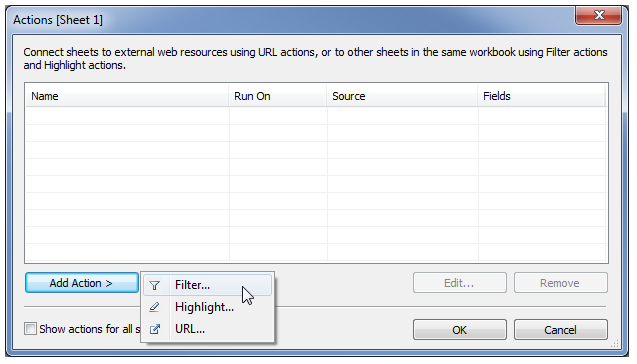 Actions [Sheet 1]
Connect sheets to external web resources using URL actions, or to other sheets in the same workbook using Filter actions
and Highlight actions.
Name Run On Source Fields
Add Action > Filter... Edit... Remove
Highlight...
Show actions for all s URL... OK Cancel